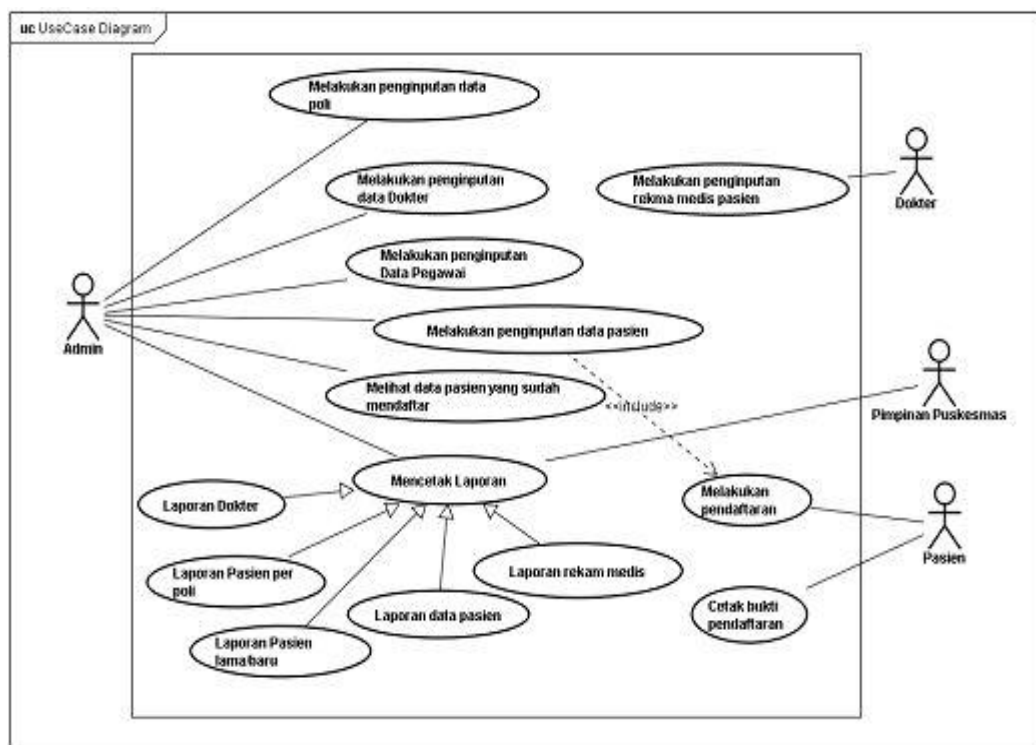 uc UseCase Diagram
Melakukan penginputan data
poli
Melakukan penginputan
data Dokter
Melakukan penginputan
rekma medis pasien
Dokter
Melakukan penginputan
Data Pegawai
Admin
Melakukan penginputan data pasien
Melihat data pasien yang sudah
mendaftar
<<include>>
Pimpinan Puskesmas
Mencetak Laporan
Laporan Dokter
Melakukan
pendaftaran
Pasien
Laporan Pasien per
poli
Laporan rekam medis
Laporan data pasien
Cetak bukti
pendaftaran
Laporan Pasien
lama/baru